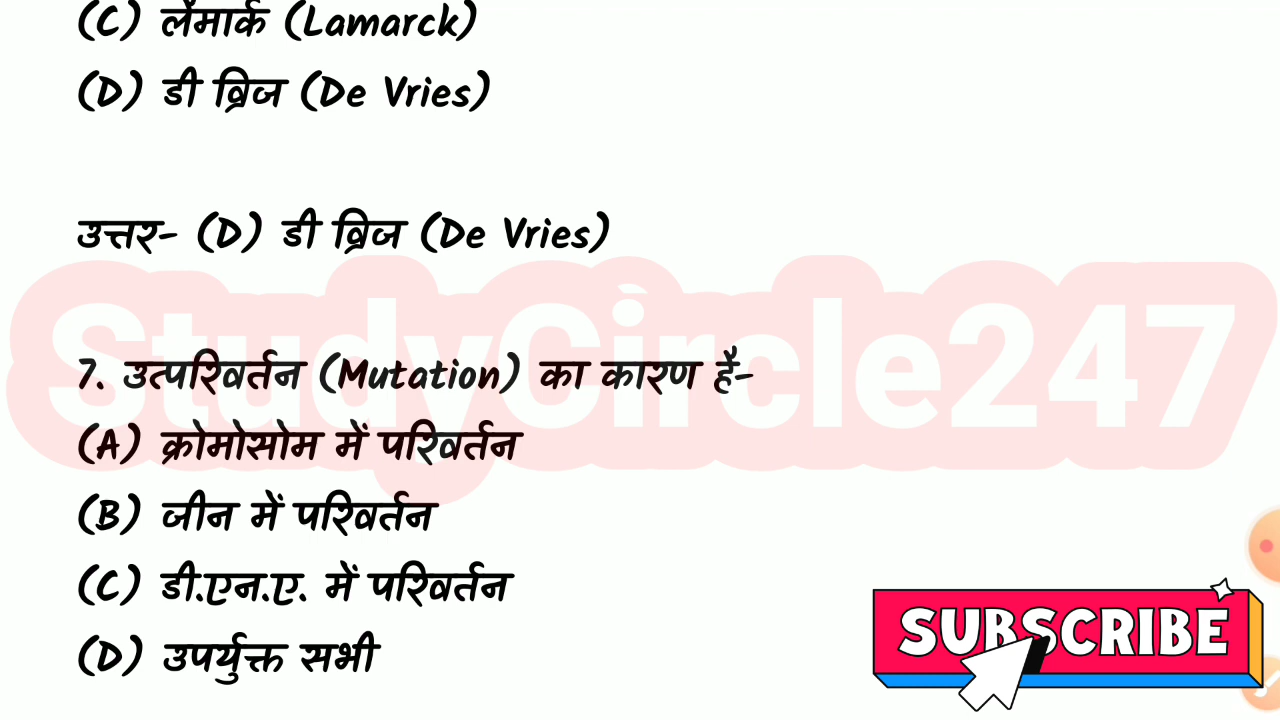 (C) लैमार्क (Lamarck)
(D) डी व्रिज (De Vries)
उत्तर- (D) डी व्रिज (De Vries)
StudyCircle247
7. उत्परिवर्तन (Mutation) का कारण है-
(A) क्रोमोसोम में परिवर्तन
(B) जीन में परिवर्तन
(C) डी.एन.ए. में परिवर्तन
(D) उपर्युक्त सभी
SUBSCRIBE